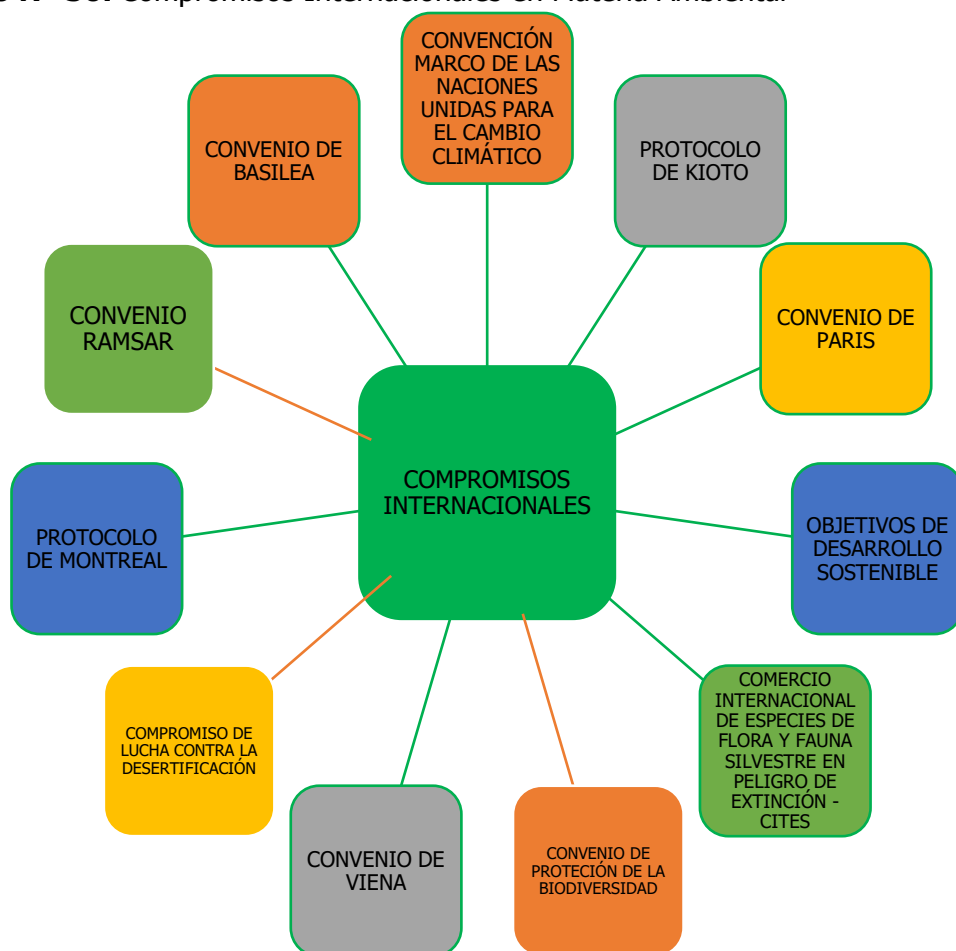 Compromisos Internacionales en Materia Ambiental
CONVENCIÓN
MARCO DE LAS
NACIONES
UNIDAS PARA
EL CAMBIO
CLIMÁTICO
PROTOCOLO
DE KIOTO
CONVENIO DE
PARIS
OBJETIVOS DE
DESARROLLO
SOSTENIBLE
COMERCIO
INTERNACIONAL
DE ESPECIES DE
FLORA Y FAUNA
SILVESTRE EN
PELIGRO DE
EXTINCIÓN -
CITES
CONVENIO DE
PROTECIÓN DE LA
BIODIVERSIDAD
CONVENIO DE
VIENA
COMPROMISO DE
LUCHA CONTRA LA
DESERTIFICACIÓN
PROTOCOLO
DE MONTREAL
CONVENIO
RAMSAR
CONVENIO DE
BASILEA
COMPROMISOS
INTERNACIONALES